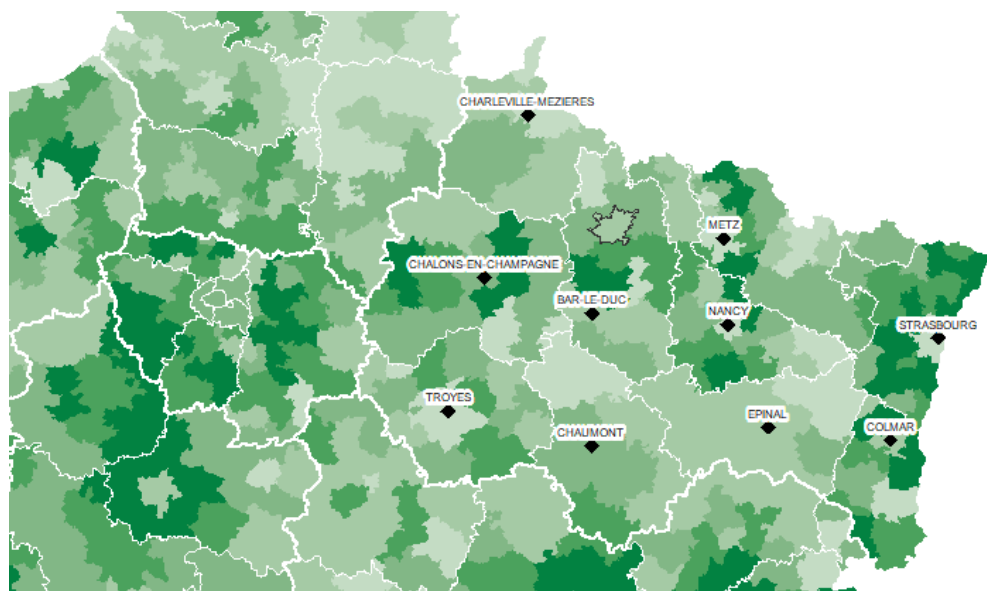 CHARLEVILLE-MEZIERES
METZ
CHALONS-EN-CHAMPAGNE
BAR-LE-DUC
NANCY
STRASBOURG
TROYES
EPINAL
CHAUMONT
COLMAR